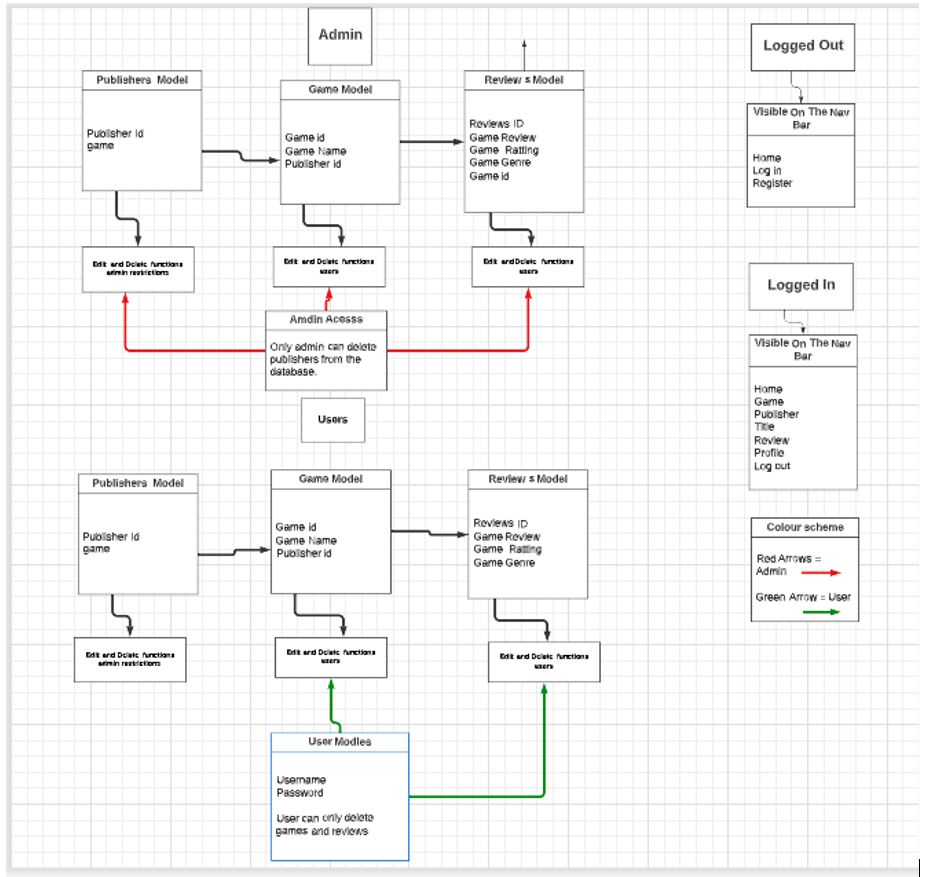 Admin
Publishers Model
Publisher id
game
Game Model
Game id
Game Name
Publisher id
Review s Model
Reviews ID
Game Review
Game Ratting
Game Genre
Game id
Edit and Delete functions
admin restrictions
Edit and Delete functions
users
Edit and Delete functions
users
Amdin Acesss
Only admin can delete
publishers from the
database.
Users
Publishers Model
Publisher id
game
Game Model
Game id
Game Name
Publisher id
Review s Model
Reviews ID
Game Review
Game Ratting
Game Genre
Edit and Delete functions
admin restrictions
Edit and Delete functions
users
Edit and Delete functions
users
User Modles
Username
Password
User can only delete
games and reviews
Logged Out
Visible On The Nav
Bar
Home
Log in
Register
Logged In
Visible On The Nav
Bar
Home
Game
Publisher
Title
Review
Profile
Log out
Colour scheme
Red Arrows =
Admin
Green Arrow = User